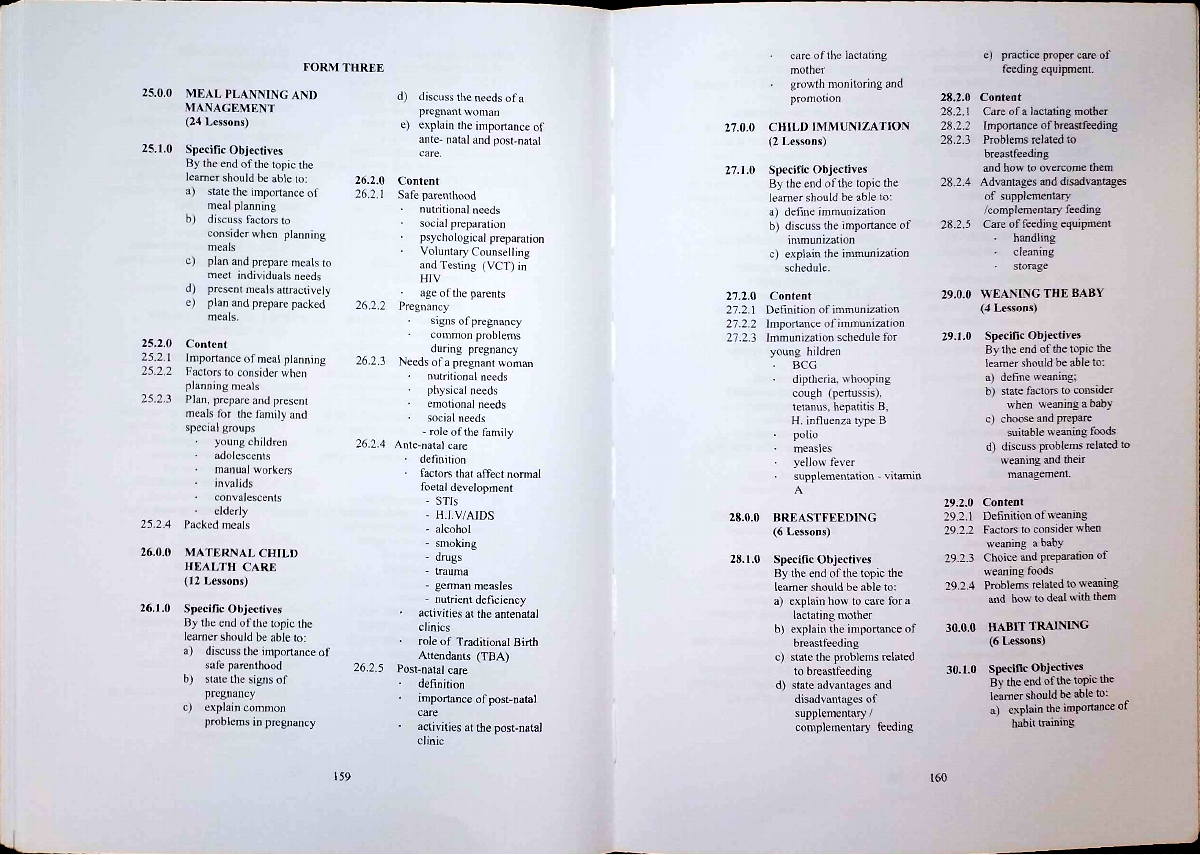 FORM THREE
25.0.0 MEAL PLANNING AND
MANAGEMENT
(24 Lessons)
25.1.0 Specific Objectives
By the end of the topic the
learner should be able to:
a) state the importance of
meal planning
b) discuss factors to
consider when planning
meals
c) plan and prepare meals to
meet individuals needs
d) present meals attractively
e) plan and prepare packed
meals.
25.2.0 Content
25.2.1 Importance of meal planning
25.2.2 Factors to consider when
planning meals
25.2.3 Plan, prepare and present
meals for the family and
special groups
· young children
· adolescents
· manual workers
· invalids
· convalescents
· elderly
25.2.4 Packed meals
26.0.0 MATERNAL CHILD
HEALTH CARE
(12 Lessons)
26.1.0 Specific Objectives
By the end of the topic the
learner should be able to:
a) discuss the importance of
safe parenthood
b) state the signs of
pregnancy
c) explain common
problems in pregnancy
d) discuss the needs of a
pregnant woman
e) explain the importance of
ante- natal and post-natal
care.
26.2.0 Content
26.2.1 Safe parenthood
· nutritional needs
· social preparation
· psychological preparation
· Voluntary Counselling
and Testing (VCT) in
HIV
· age of the parents
26.2.2 Pregnancy
· signs of pregnancy
· common problems
during pregnancy
26.2.3 Needs of a pregnant woman
· nutritional needs
· physical needs
· emotional needs
· social needs
- role of the family
26.2.4 Ante-natal care
· definition
· factors that affect normal
foetal development
- STIs
- H.I.V/AIDS
- alcohol
- smoking
- drugs
- trauma
- german measles
- nutrient deficiency
· activities at the antenatal
clinics
· role of Traditional Birth
Attendants (TBA)
26.2.5 Post-natal care
· definition
· importance of post-natal
care
· activities at the post-natal
clinic
159
· care of the lactating
mother
· growth monitoring and
promotion
27.0.0 CHILD IMMUNIZATION
(2 Lessons)
27.1.0 Specific Objectives
By the end of the topic the
learner should be able to:
a) define immunization
b) discuss the importance of
immunization
c) explain the immunization
schedule.
27.2.0 Content
27.2.1 Definition of immunization
27.2.2 Importance of immunization
27.2.3 Immunization schedule for
young hildren
· BCG
· diptheria, whooping
cough (pertussis),
tetanus, hepatitis B,
H. influenza type B
· polio
· measles
· yellow fever
· supplementation - vitamin
A
28.0.0 BREASTFEEDING
(6 Lessons)
28.1.0 Specific Objectives
By the end of the topic the
learner should be able to:
a) explain how to care for a
lactating mother
b) explain the importance of
breastfeeding
c) state the problems related
to breastfeeding
d) state advantages and
disadvantages of
supplementary /
complementary feeding
e) practice proper care of
feeding equipment.
28.2.0 Content
28.2.1 Care of a lactating mother
28.2.2 Importance of breastfeeding
28.2.3 Problems related to
breastfeeding
and how to overcome them
28.2.4 Advantages and disadvantages
of supplementary
/complementary feeding
28.2.5 Care of feeding equipment
· handling
· cleaning
· storage
29.0.0 WEANING THE BABY
(4 Lessons)
29.1.0 Specific Objectives
By the end of the topic the
learner should be able to:
a) define weaning;
b) state factors to consider
when weaning a baby
c) choose and prepare
suitable weaning foods
d) discuss problems related to
weaning and their
management.
29.2.0 Content
29.2.1 Definition of weaning
29.2.2 Factors to consider when
weaning a baby
29.2.3 Choice and preparation of
weaning foods
29.2.4 Problems related to weaning
and how to deal with them
30.0.0 HABIT TRAINING
(6 Lessons)
30.1.0 Specific Objectives
By the end of the topic the
learner should be able to:
a) explain the importance of
habit training
160